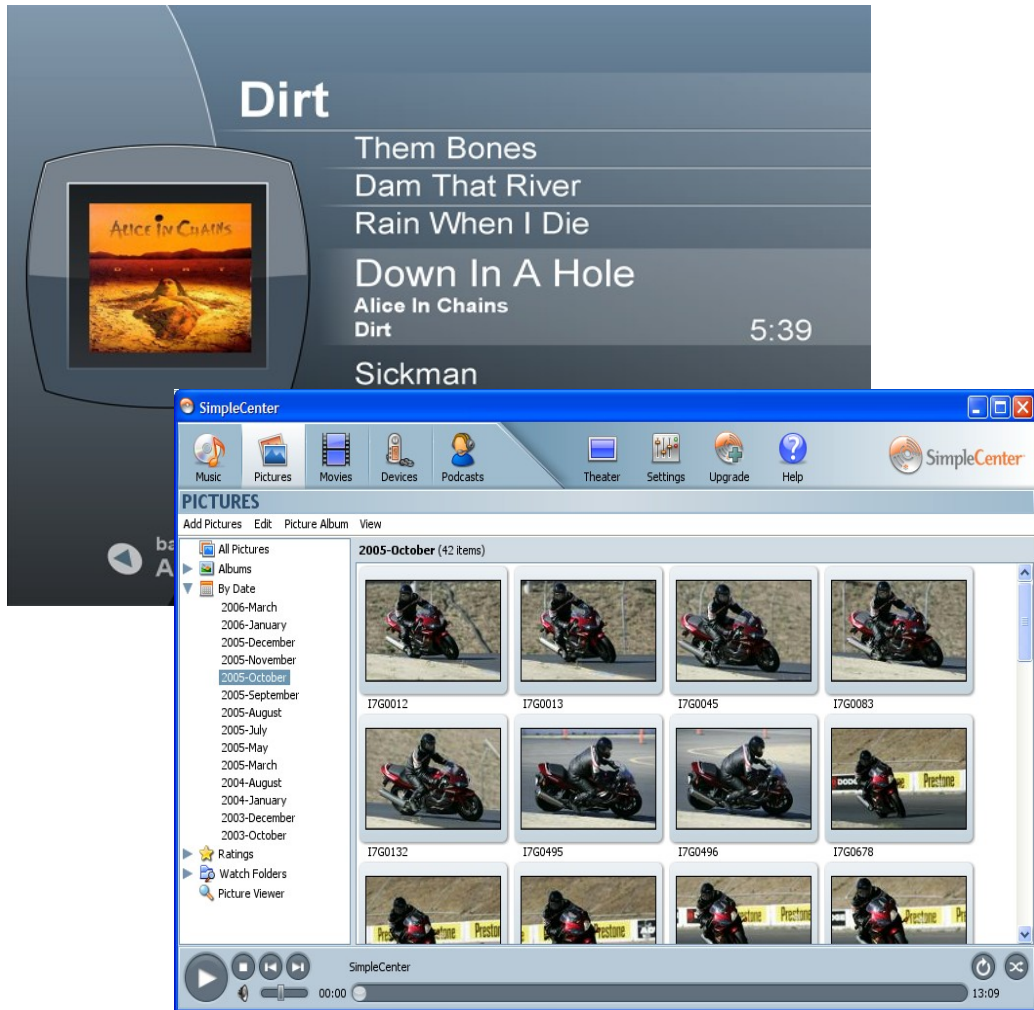 Dirt
Them Bones
Dam That River
Rain When I Die
Down In A Hole
Alice In Chains
Dirt
5:39
Sickman
ALICE IN CHAINS
DIRT
ba
A
SimpleCenter
Music Pictures Movies Devices Podcasts Theater Settings Upgrade Help
SimpleCenter
PICTURES
Add Pictures Edit Picture Album View
All Pictures
Albums
By Date
2006-March
2006-January
2005-December
2005-November
2005-October
2005-September
2005-August
2005-July
2005-May
2005-March
2004-August
2004-January
2003-December
2003-October
Ratings
Watch Folders
Picture Viewer
2005-October (42 items)
I7G0012 I7G0013 I7G0045 I7G0083
DODGE Prestone
I7G0132 I7G0495 I7G0496 I7G0678
Prestone
SimpleCenter
00:00
13:09